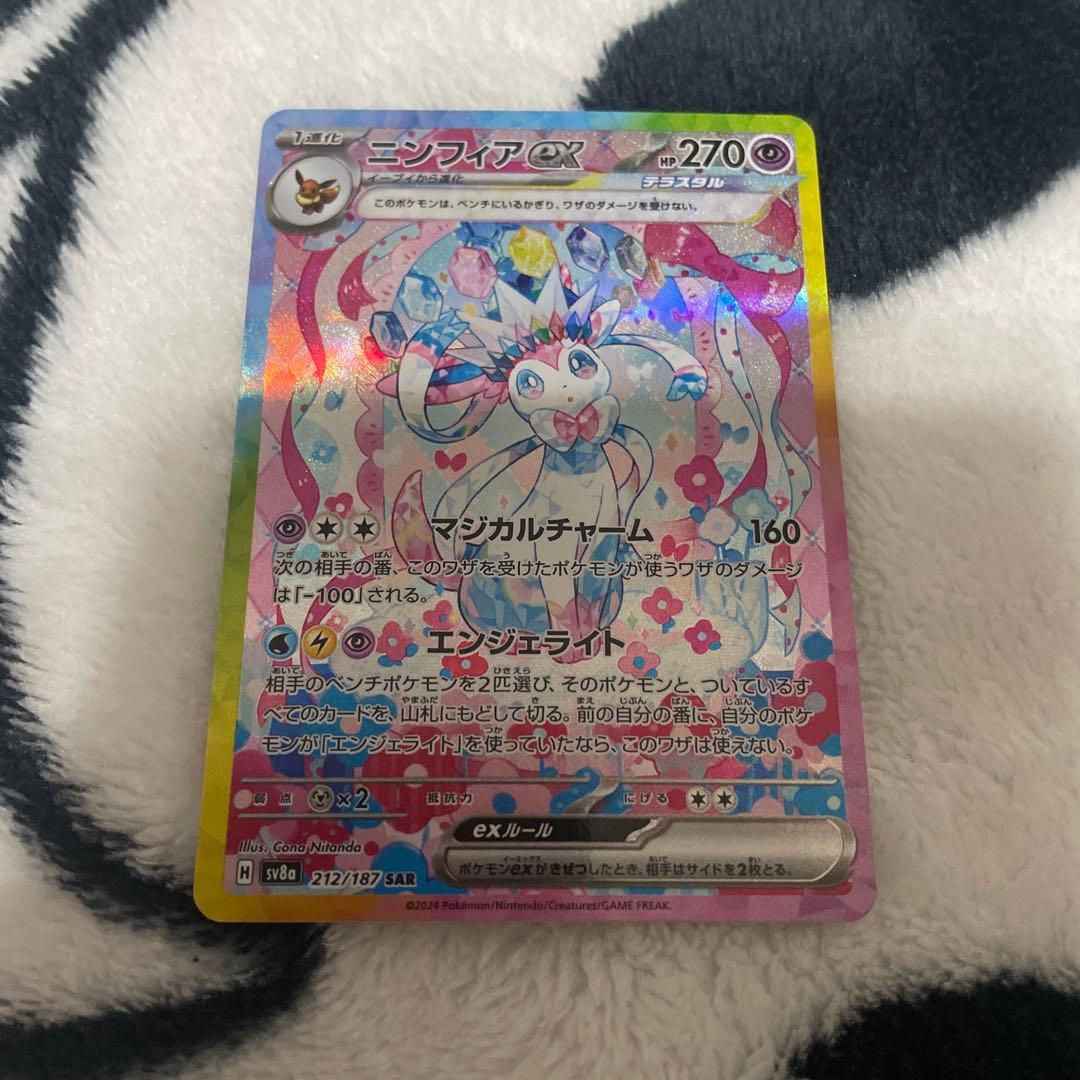 1進化
ニンフィアex HP 270
イーブイから進化 テラスタル
このポケモンは、ベンチにいるかぎり、ワザのダメージを受けない。
マジカルチャーム 160
次の相手の番、このワザを受けたポケモンが使うワザのダメージ
は「-100」される。
エンジェライト
相手のベンチポケモンを2匹選び、そのポケモンと、ついているす
べてのカードを、山札にもどして切る。前の自分の番に、自分のポケ
モンが「エンジェライト」を使っていたなら、このワザは使えない。
弱点 ×2 抵抗力 にげる
exルール
ポケモンexがきぜつしたとき、相手はサイドを2枚とる。
Illus. Cona Nitanda
H sv8a 212/187 SAR
©2024 Pokémon/Nintendo/Creatures/GAME FREAK.